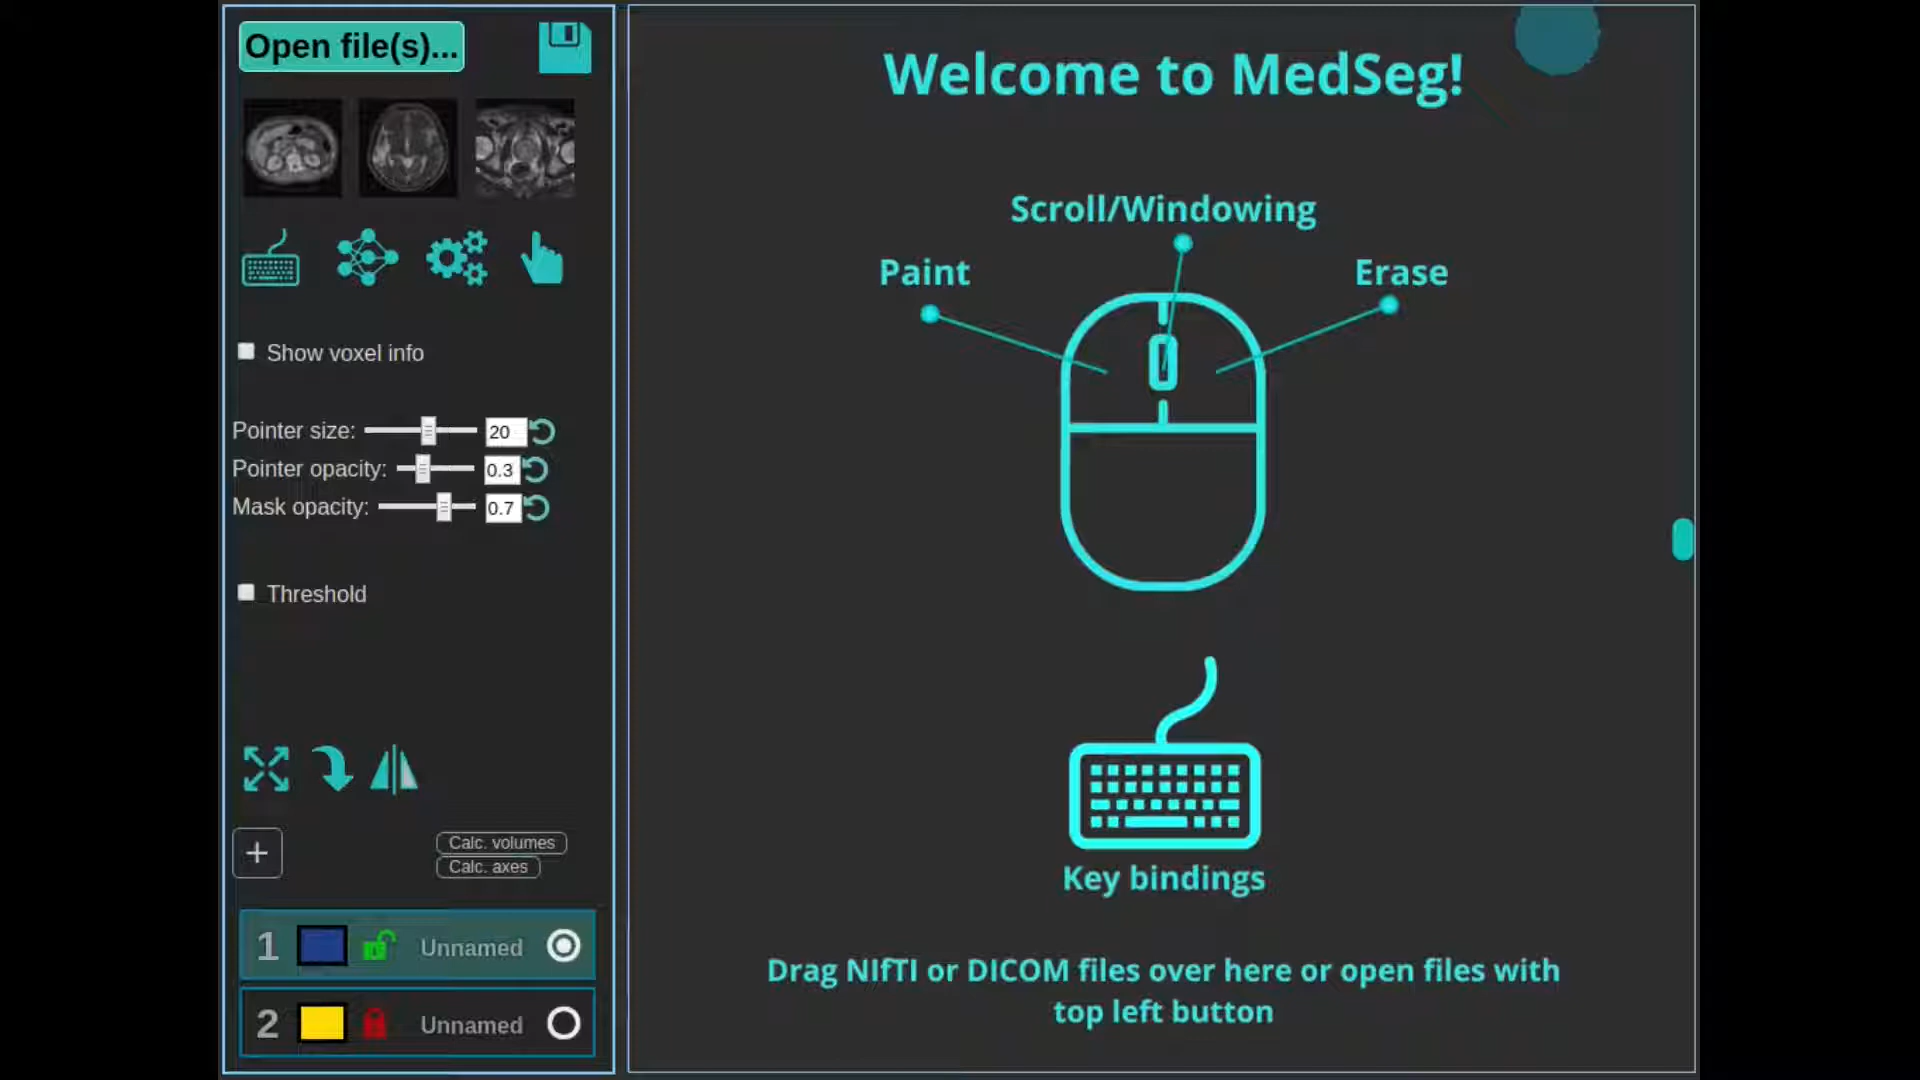 Open file(s)...
Welcome to MedSeg!
Scroll/Windowing
Paint
Erase
Show voxel info
Pointer size: 20
Pointer opacity: 0.3
Mask opacity: 0.7
Threshold
+
Calc. volumes
Calc. axes
Key bindings
1 Unnamed
2 Unnamed
Drag NIfTI or DICOM files over here or open files with
top left button